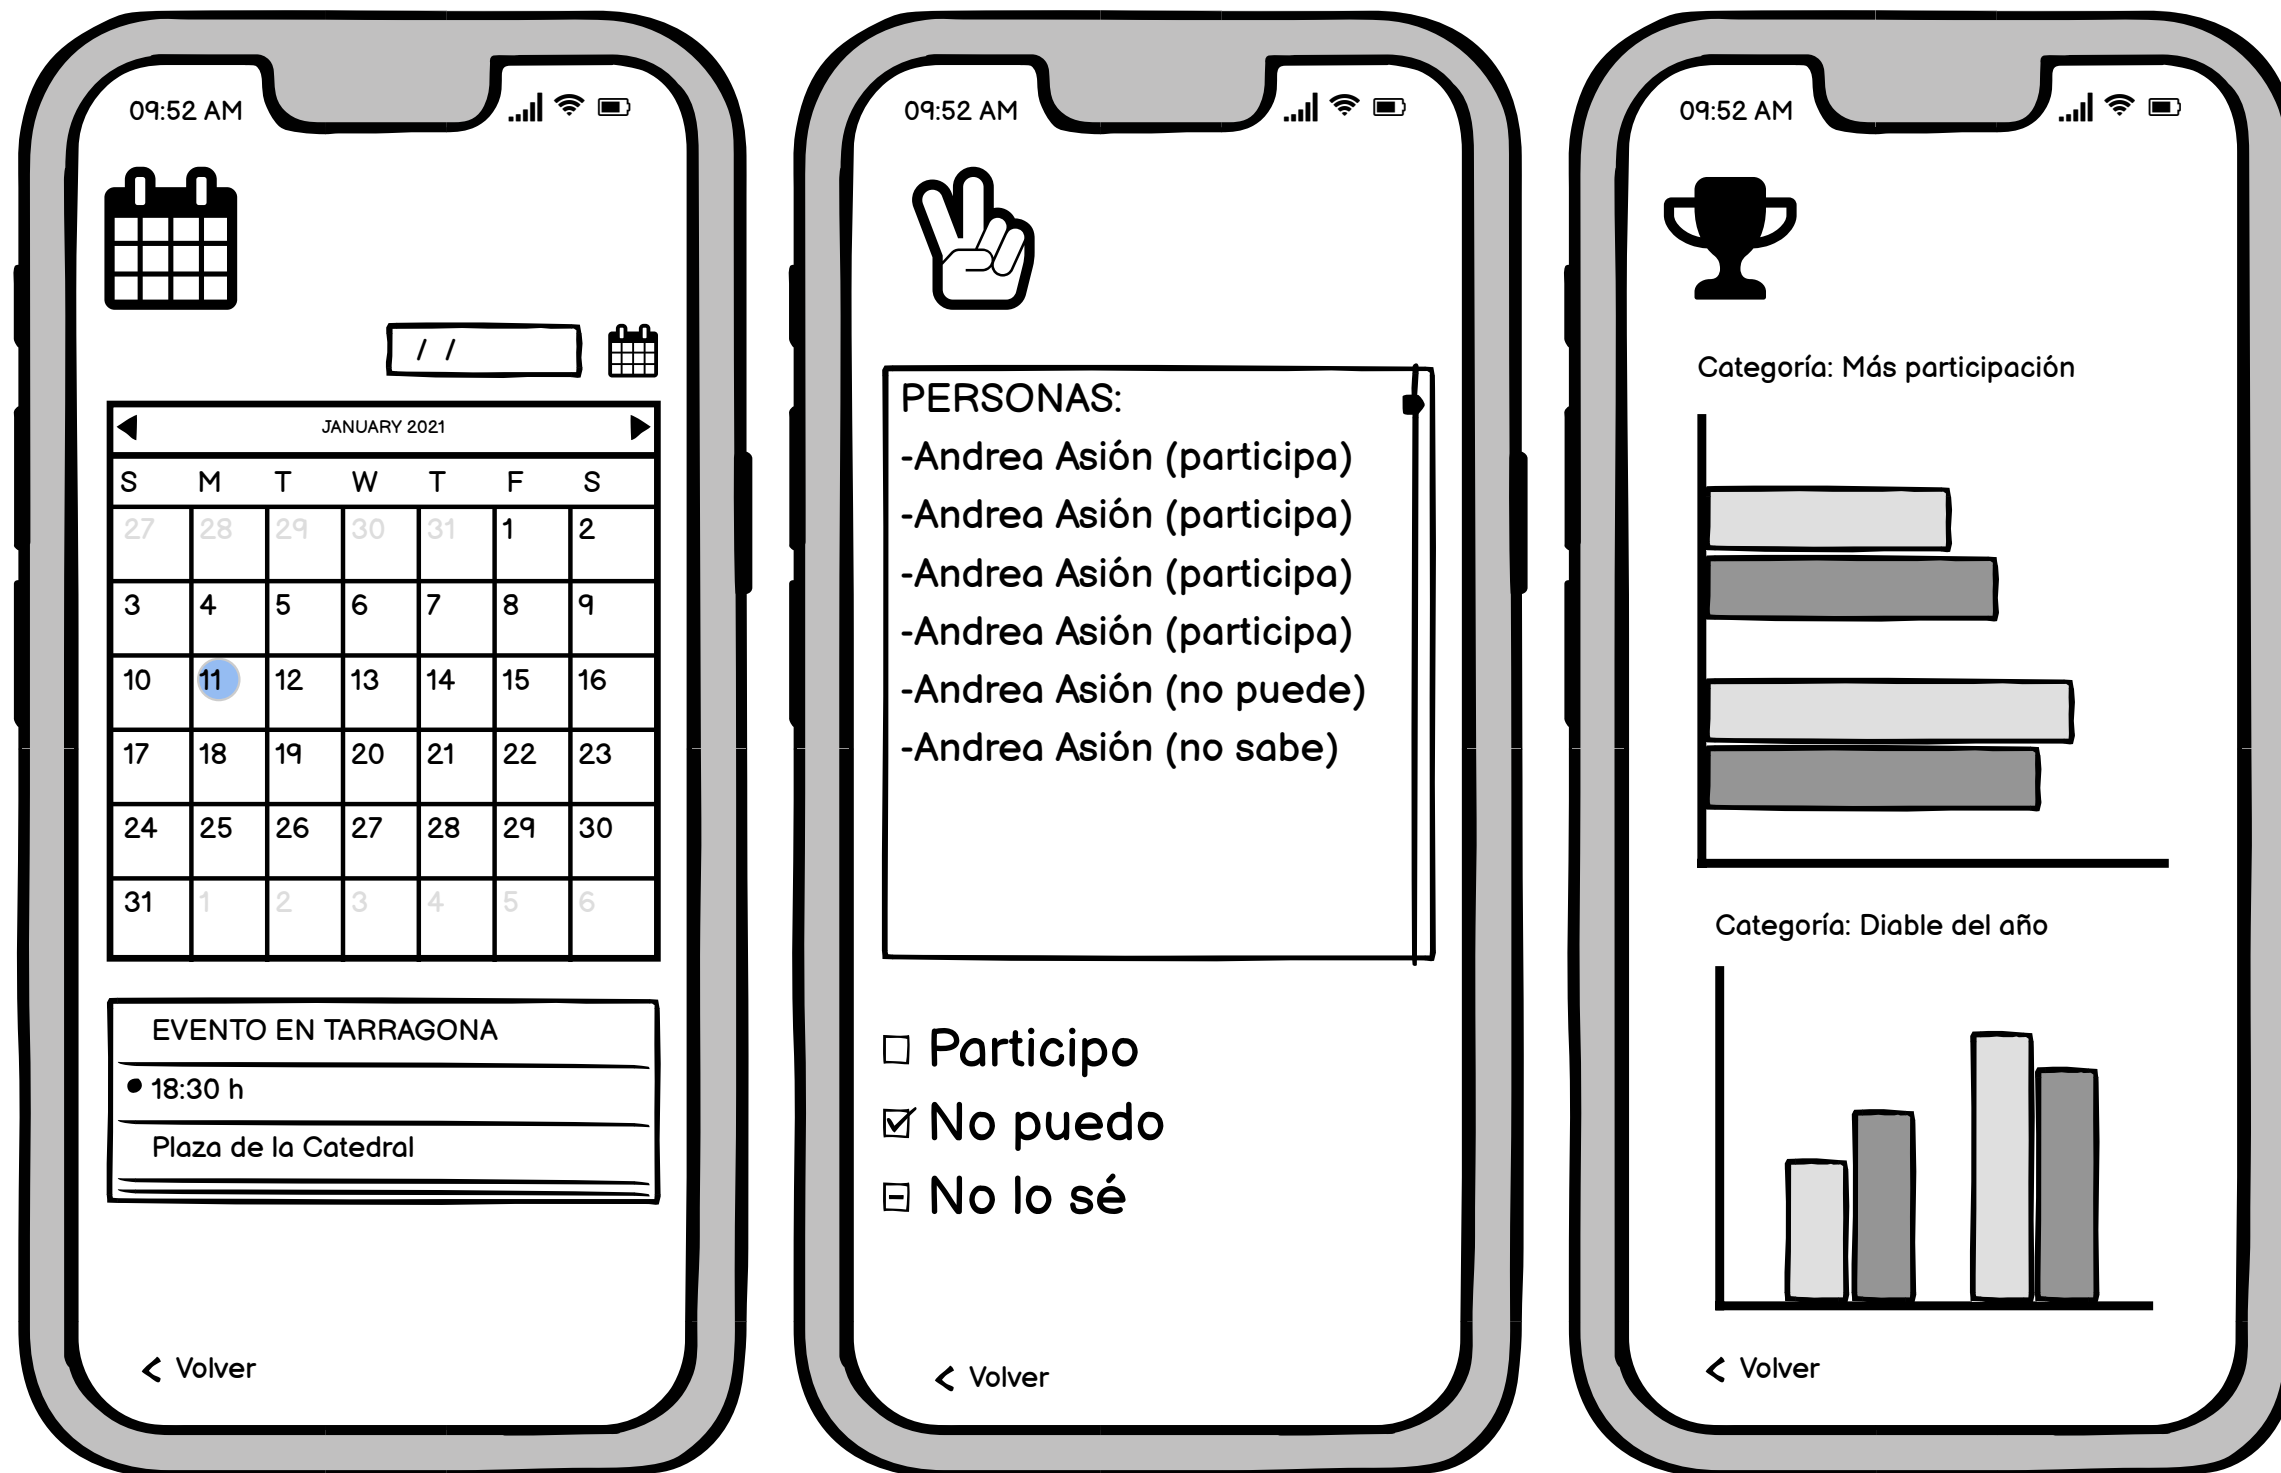 09:52 AM
/ /
JANUARY 2021
S M T W T F S
27 28 29 30 31 1 2
3 4 5 6 7 8 9
10 11 12 13 14 15 16
17 18 19 20 21 22 23
24 25 26 27 28 29 30
31 1 2 3 4 5 6
EVENTO EN TARRAGONA
18:30 h
Plaza de la Catedral
Volver
09:52 AM
PERSONAS:
-Andrea Asión (participa)
-Andrea Asión (participa)
-Andrea Asión (participa)
-Andrea Asión (participa)
-Andrea Asión (no puede)
-Andrea Asión (no sabe)
Participo
No puedo
No lo sé
Volver
09:52 AM
Categoría: Más participación
Categoría: Diable del año
Volver